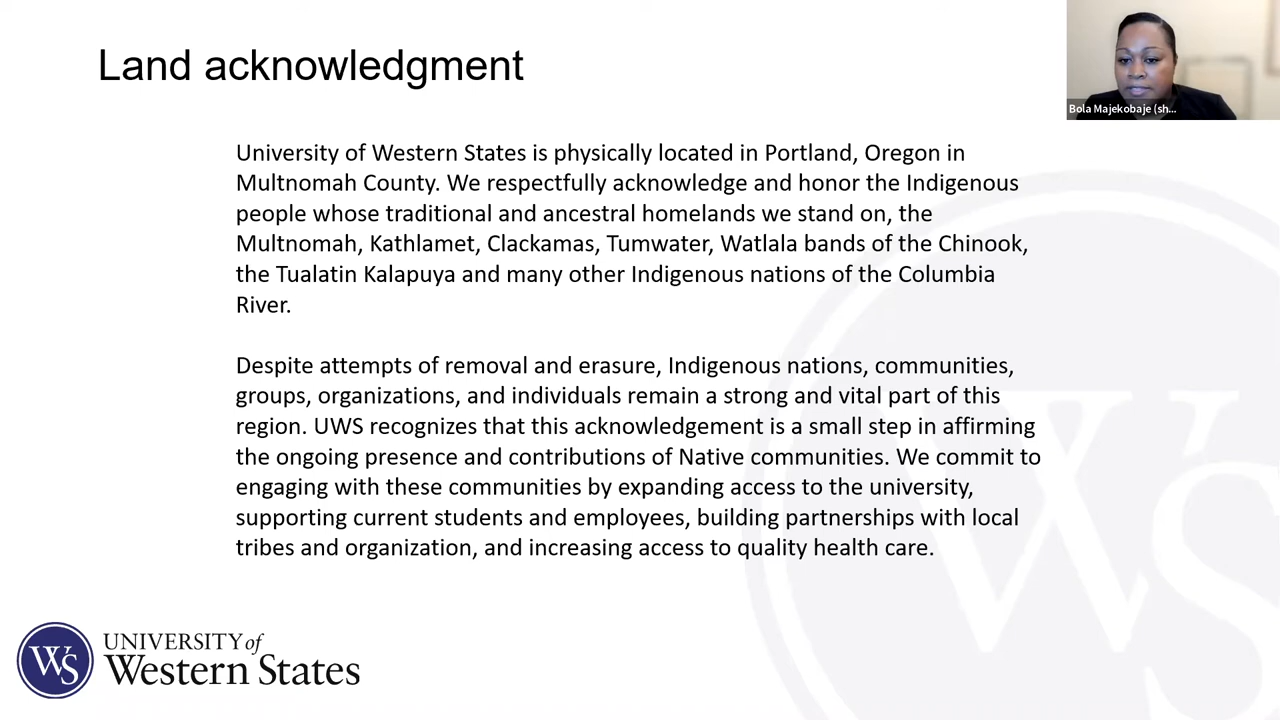 Land acknowledgment
Bola Majekobaje (sh...
University of Western States is physically located in Portland, Oregon in
Multnomah County. We respectfully acknowledge and honor the Indigenous
people whose traditional and ancestral homelands we stand on, the
Multnomah, Kathlamet, Clackamas, Tumwater, Watlala bands of the Chinook,
the Tualatin Kalapuya and many other Indigenous nations of the Columbia
River.
Despite attempts of removal and erasure, Indigenous nations, communities,
groups, organizations, and individuals remain a strong and vital part of this
region. UWS recognizes that this acknowledgement is a small step in affirming
the ongoing presence and contributions of Native communities. We commit to
engaging with these communities by expanding access to the university,
supporting current students and employees, building partnerships with local
tribes and organization, and increasing access to quality health care.
WS
UNIVERSITY of
Western States
WS